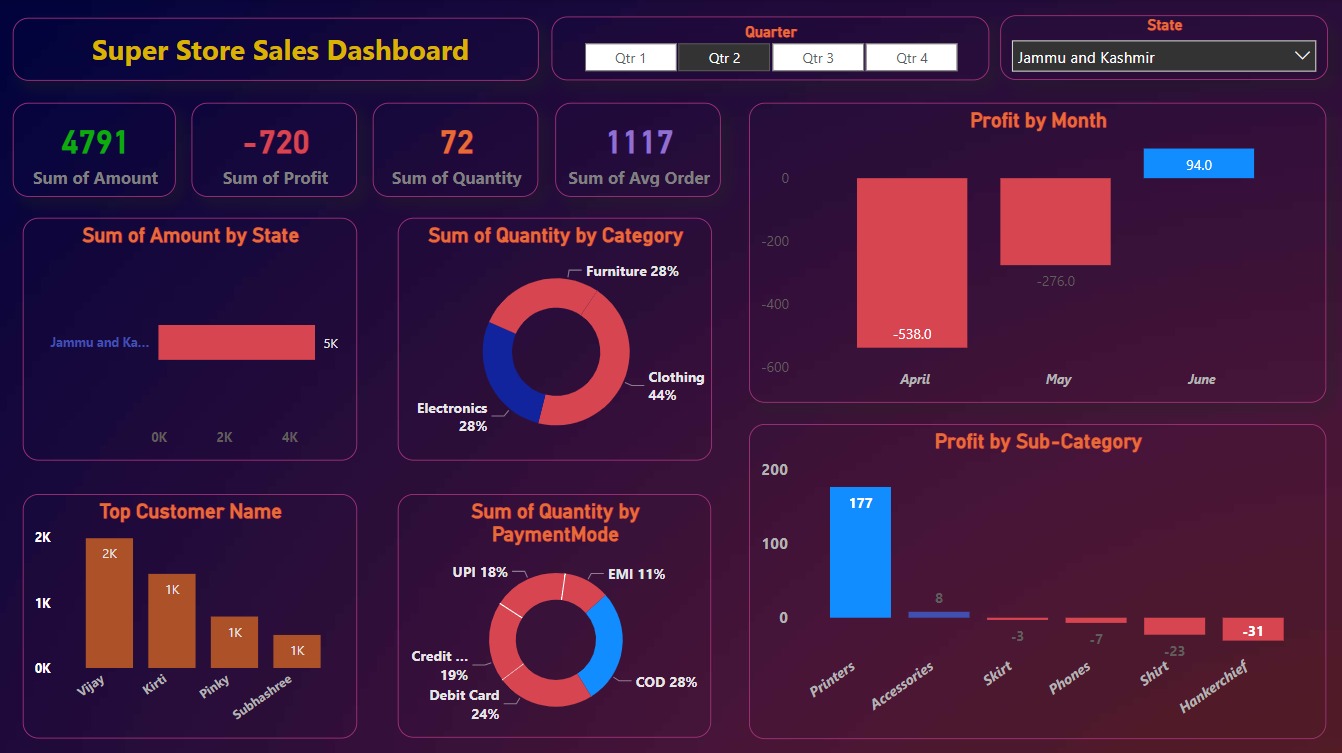 Super Store Sales Dashboard
Quarter
Qtr 1
Qtr 2
Qtr 3
Qtr 4
State
Jammu and Kashmir
4791
Sum of Amount
-720
Sum of Profit
72
Sum of Quantity
1117
Sum of Avg Order
Profit by Month
0
-200
-400
-600
-538.0
-276.0
94.0
April
May
June
Sum of Amount by State
Jammu and Ka...
5K
0K
2K
4K
Sum of Quantity by Category
Furniture 28%
Clothing
44%
Electronics
28%
Top Customer Name
2K
1K
0K
2K
1K
1K
1K
Vijay
Kirti
Pinky
Subhashree
Sum of Quantity by
PaymentMode
UPI 18%
EMI 11%
Credit ...
19%
Debit Card
24%
COD 28%
Profit by Sub-Category
200
100
0
177
8
-3
-7
-23
-31
Printers
Accessories
Skirt
Phones
Shirt
Hankerchief